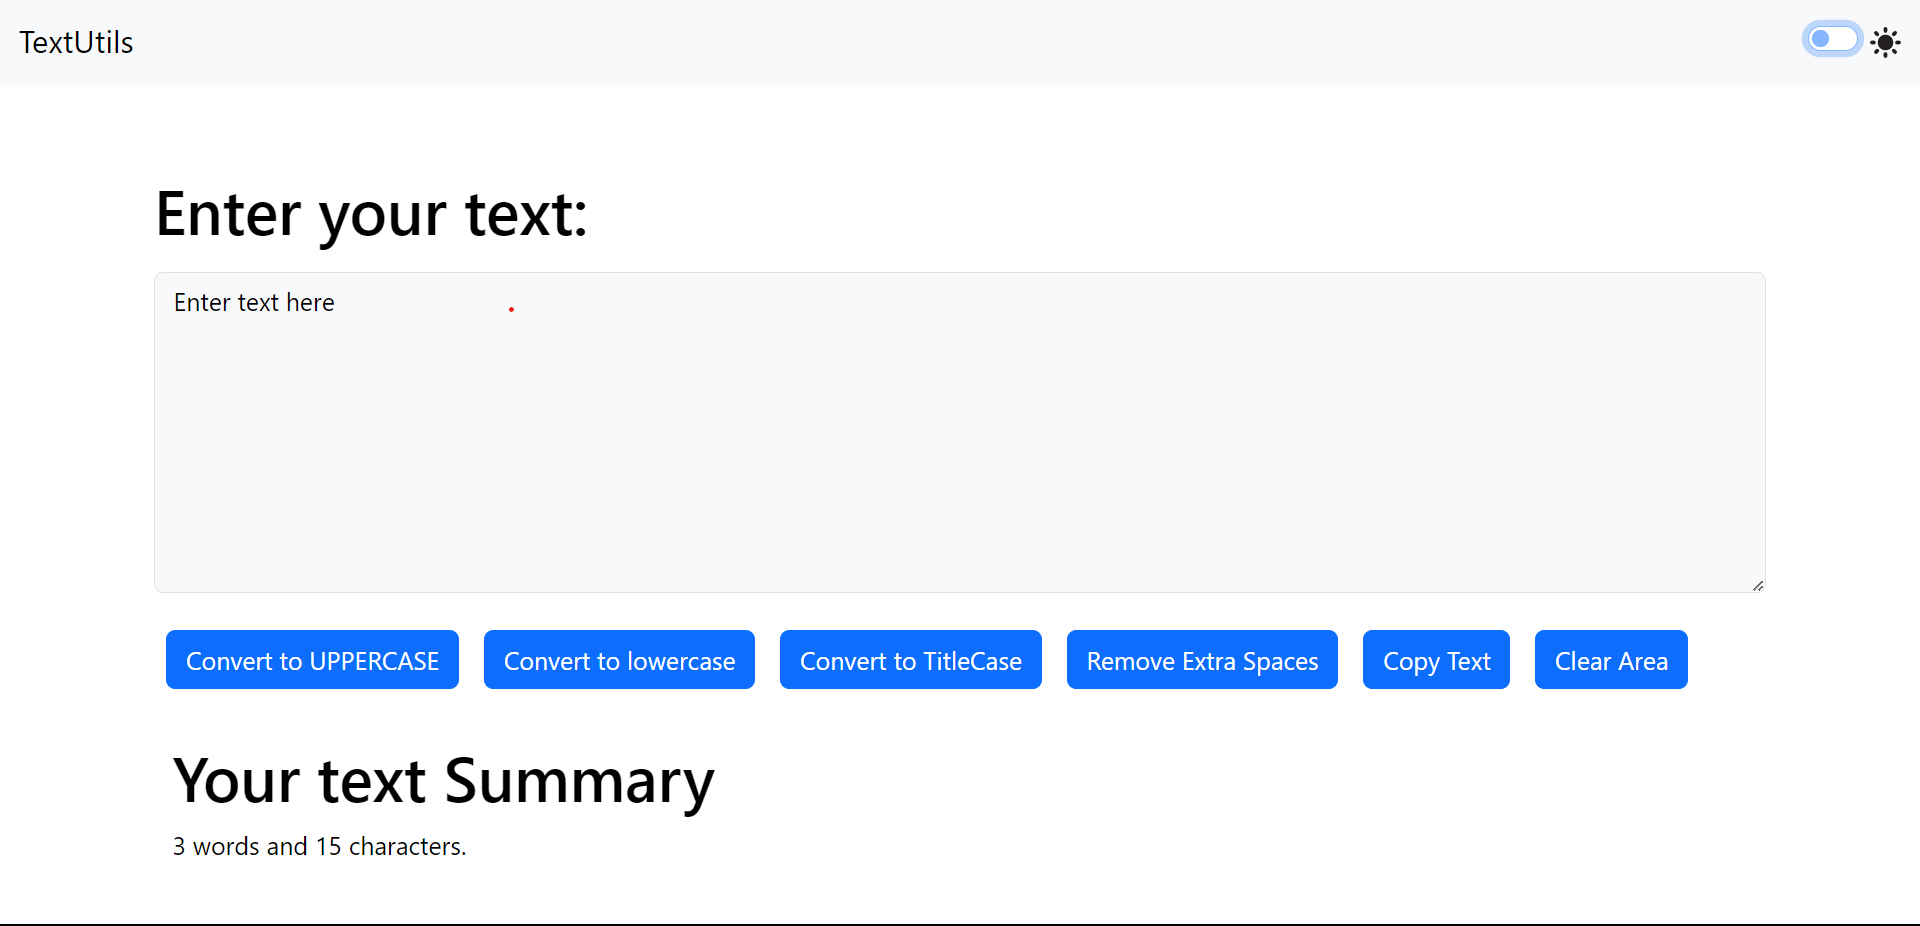 TextUtils
Enter your text:
Enter text here
Convert to UPPERCASE
Convert to lowercase
Convert to TitleCase
Remove Extra Spaces
Copy Text
Clear Area
Your text Summary
3 words and 15 characters.